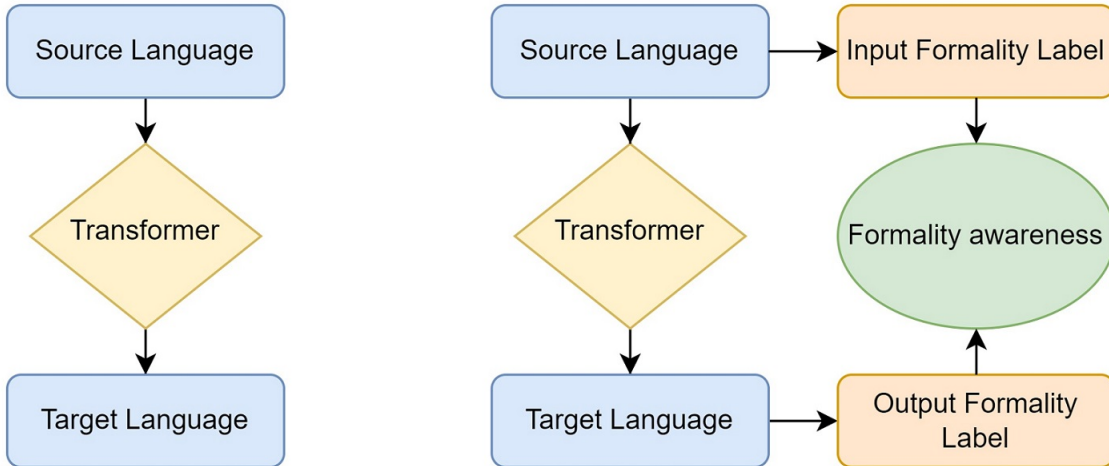 Source Language
Transformer
Target Language
Source Language
Input Formality Label
Transformer
Formality awareness
Target Language
Output Formality
Label